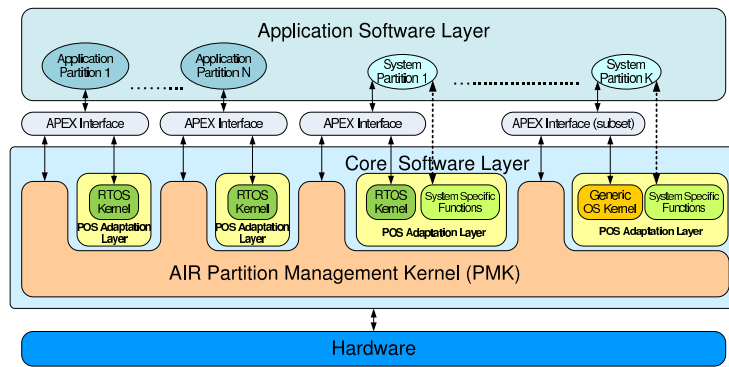 Application Software Layer
Application
Partition 1
Application
Partition N
System
Partition 1
System
Partition K
APEX Interface
APEX Interface
APEX Interface
APEX Interface (subset)
Core Software Layer
RTOS
Kernel
POS Adaptation
Layer
RTOS
Kernel
POS Adaptation
Layer
RTOS
Kernel
System Specific
Functions
POS Adaptation Layer
Generic
OS Kernel
System Specific
Functions
POS Adaptation Layer
AIR Partition Management Kernel (PMK)
Hardware